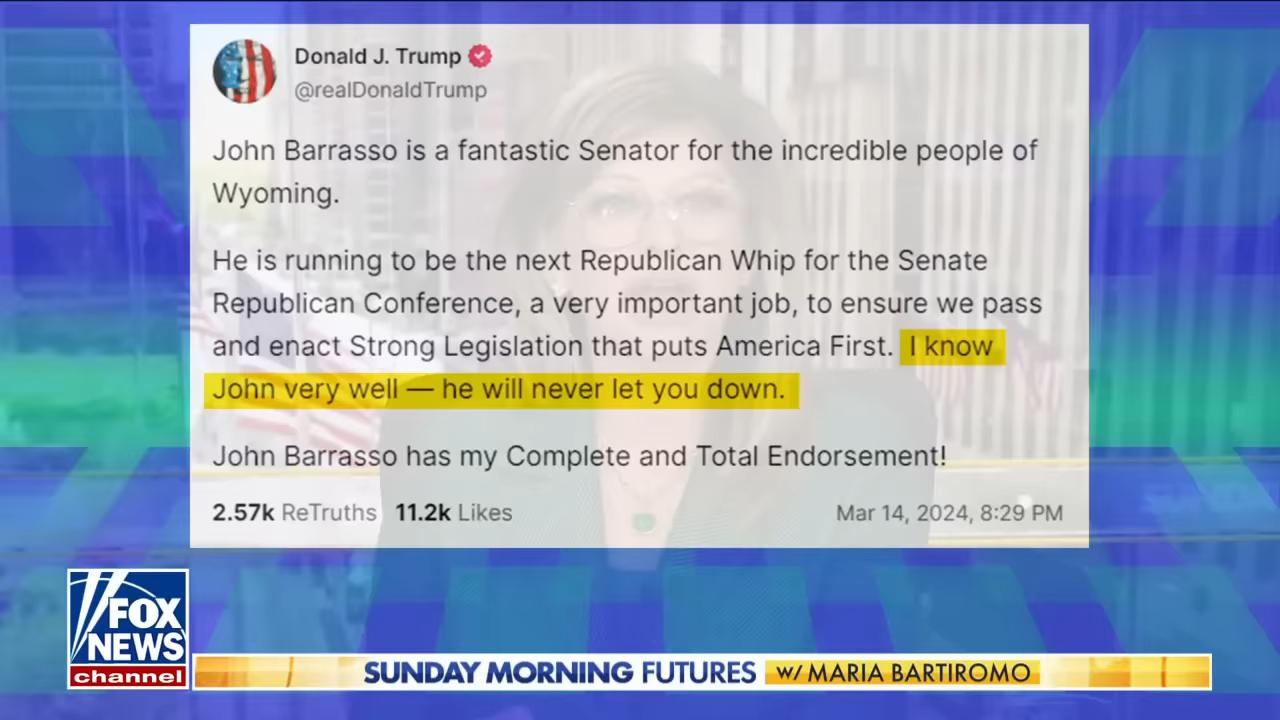 Donald J. Trump
@realDonaldTrump
John Barrasso is a fantastic Senator for the incredible people of
Wyoming.
He is running to be the next Republican Whip for the Senate
Republican Conference, a very important job, to ensure we pass
and enact Strong Legislation that puts America First. I know
John very well — he will never let you down.
John Barrasso has my Complete and Total Endorsement!
2.57k ReTruths 11.2k Likes Mar 14, 2024, 8:29 PM
FOX
NEWS
channel
SUNDAY MORNING FUTURES w/ MARIA BARTIROMO